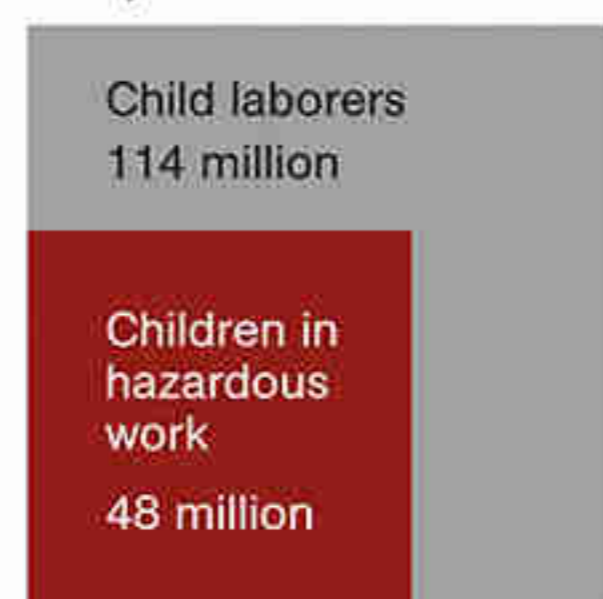 Child laborers
114 million
Children in
hazardous
work
48 million